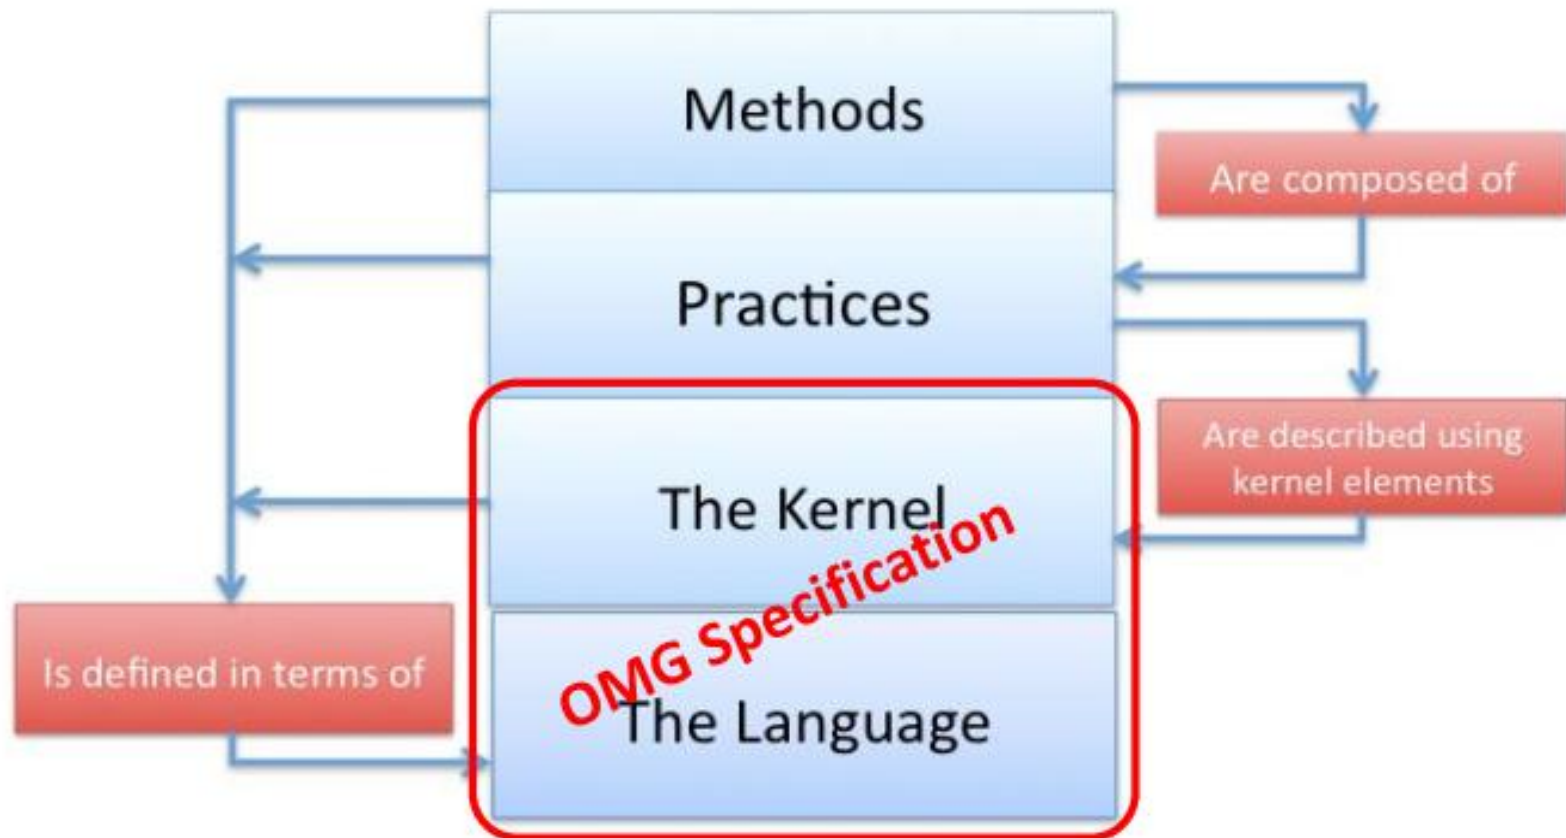 Methods
Are composed of
Practices
Are described using
kernel elements
The Kernel
OMG Specification
Is defined in terms of
The Language